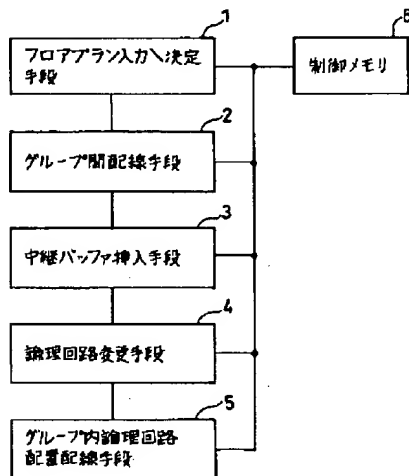 1
フロアプラン入力\決定
手段
6
制御メモリ
2
グループ間配線手段
3
中継バッファ挿入手段
4
論理回路変更手段
5
グループ内論理回路
配置配線手段